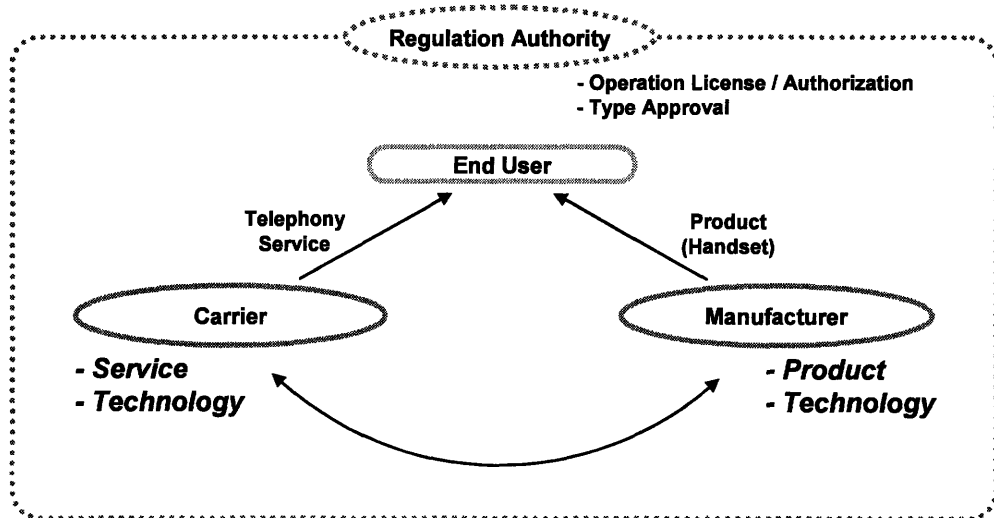 Regulation Authority
- Operation License / Authorization
- Type Approval
End User
Telephony
Service
Product
(Handset)
Carrier
Manufacturer
- Service
- Technology
- Product
- Technology